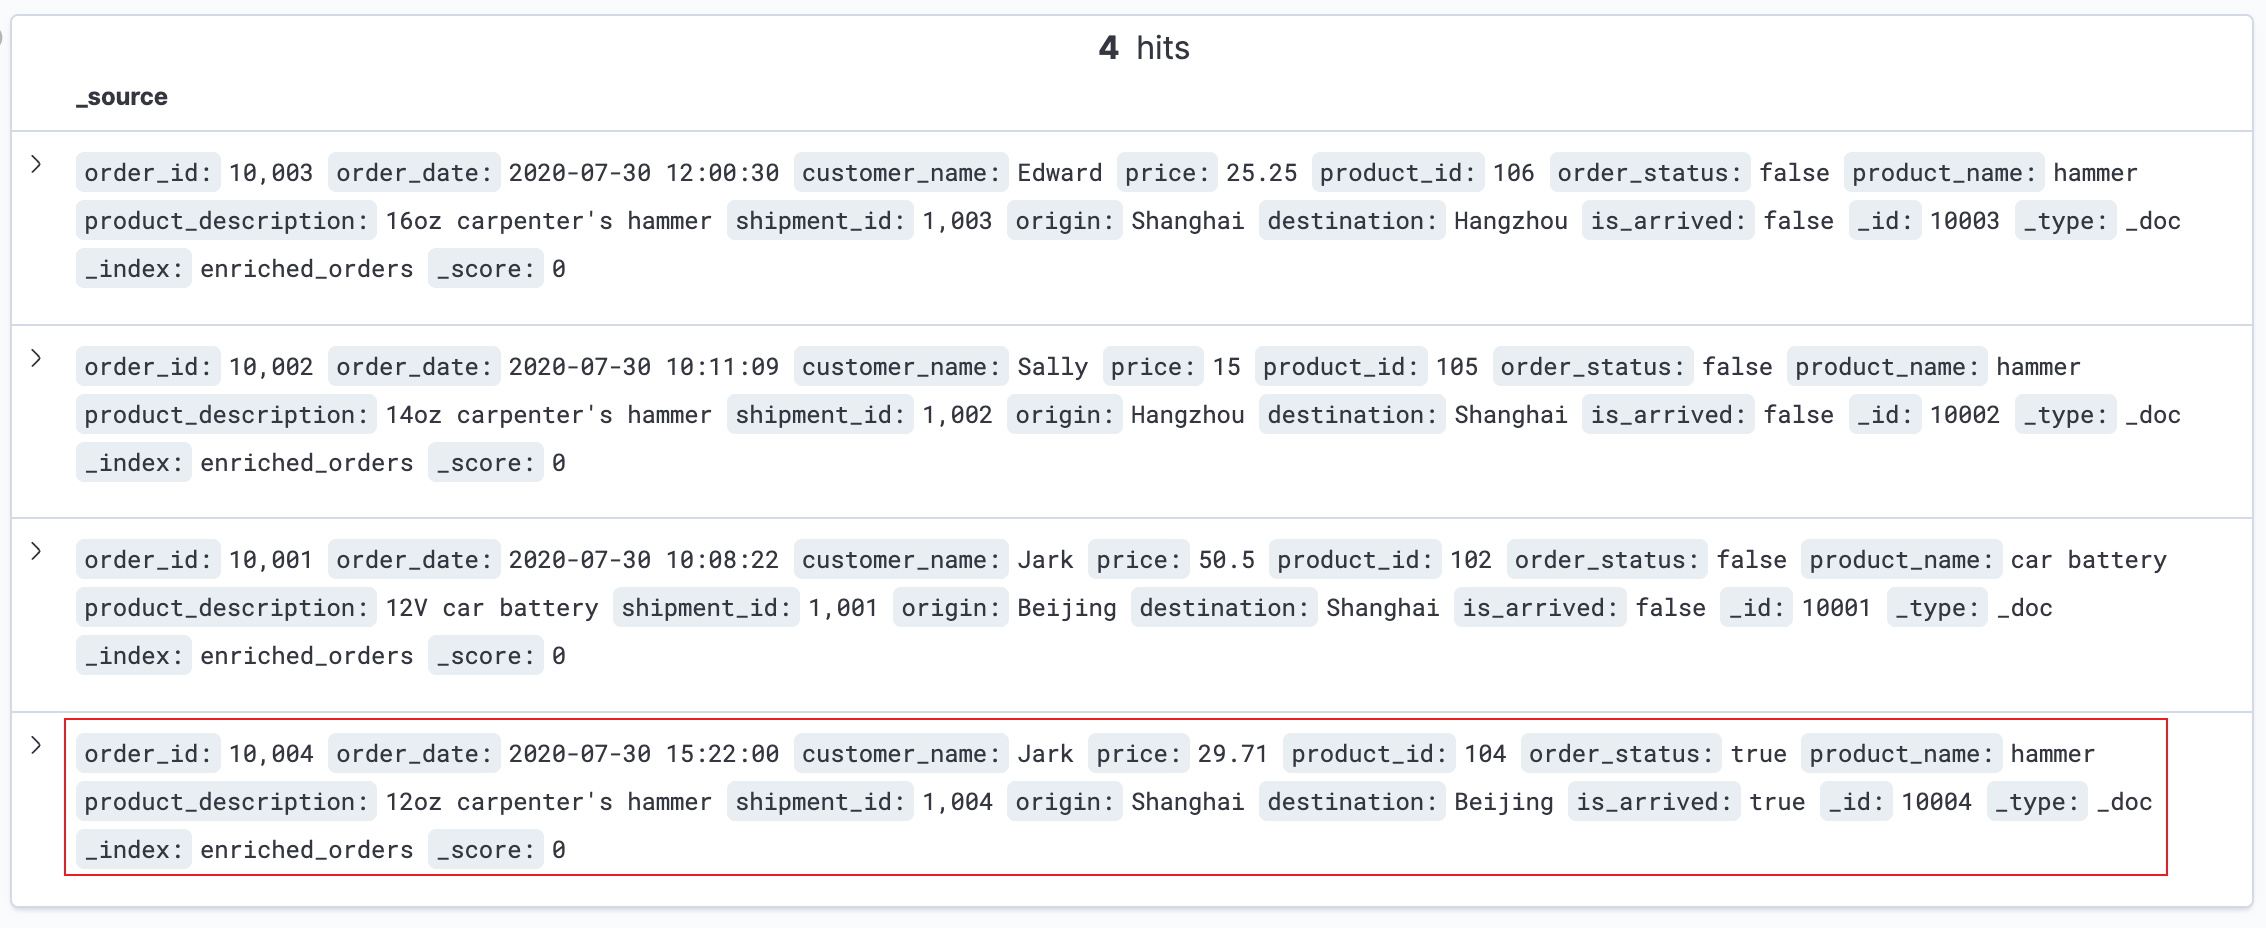 4 hits
_source
order_id: 10,003 order_date: 2020-07-30 12:00:30 customer_name: Edward price: 25.25 product_id: 106 order_status: false product_name: hammer
product_description: 16oz carpenter's hammer shipment_id: 1,003 origin: Shanghai destination: Hangzhou is_arrived: false _id: 10003 _type: _doc
_index: enriched_orders _score: 0
order_id: 10,002 order_date: 2020-07-30 10:11:09 customer_name: Sally price: 15 product_id: 105 order_status: false product_name: hammer
product_description: 14oz carpenter's hammer shipment_id: 1,002 origin: Hangzhou destination: Shanghai is_arrived: false _id: 10002 _type: _doc
_index: enriched_orders _score: 0
order_id: 10,001 order_date: 2020-07-30 10:08:22 customer_name: Jark price: 50.5 product_id: 102 order_status: false product_name: car battery
product_description: 12V car battery shipment_id: 1,001 origin: Beijing destination: Shanghai is_arrived: false _id: 10001 _type: _doc
_index: enriched_orders _score: 0
order_id: 10,004 order_date: 2020-07-30 15:22:00 customer_name: Jark price: 29.71 product_id: 104 order_status: true product_name: hammer
product_description: 12oz carpenter's hammer shipment_id: 1,004 origin: Shanghai destination: Beijing is_arrived: true _id: 10004 _type: _doc
_index: enriched_orders _score: 0